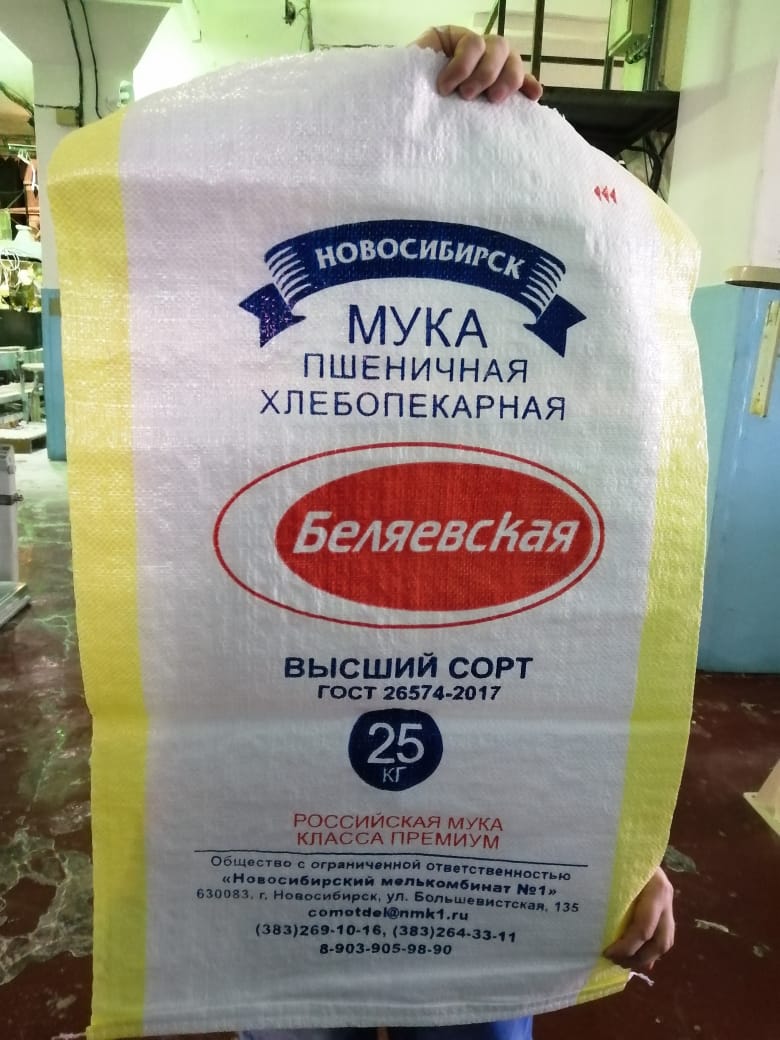 НОВОСИБИРСК
МУКА
ПШЕНИЧНАЯ
ХЛЕБОПЕКАРНАЯ
Беляевская
ВЫСШИЙ СОРТ
ГОСТ 26574-2017
25
КГ
РОССИЙСКАЯ МУКА
КЛАССА ПРЕМИУМ
Общество с ограниченной ответственностью
«Новосибирский мелькомбинат №1»
630083, г. Новосибирск, ул. Большевистская, 135
comotdel@nmk1.ru
(383)269-10-16, (383)264-33-11
8-903-905-98-90